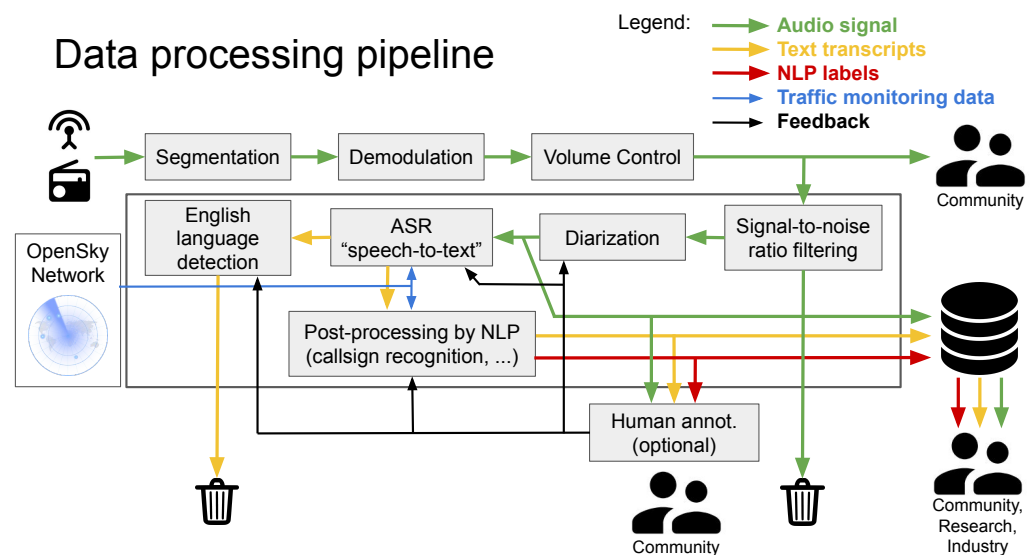 Data processing pipeline
Legend:
Audio signal
Text transcripts
NLP labels
Traffic monitoring data
Feedback
Segmentation
Demodulation
Volume Control
Community
OpenSky
Network
English
language
detection
ASR
“speech-to-text”
Diarization
Signal-to-noise
ratio filtering
Post-processing by NLP
(callsign recognition, ...)
Human annot.
(optional)
Community
Community,
Research,
Industry